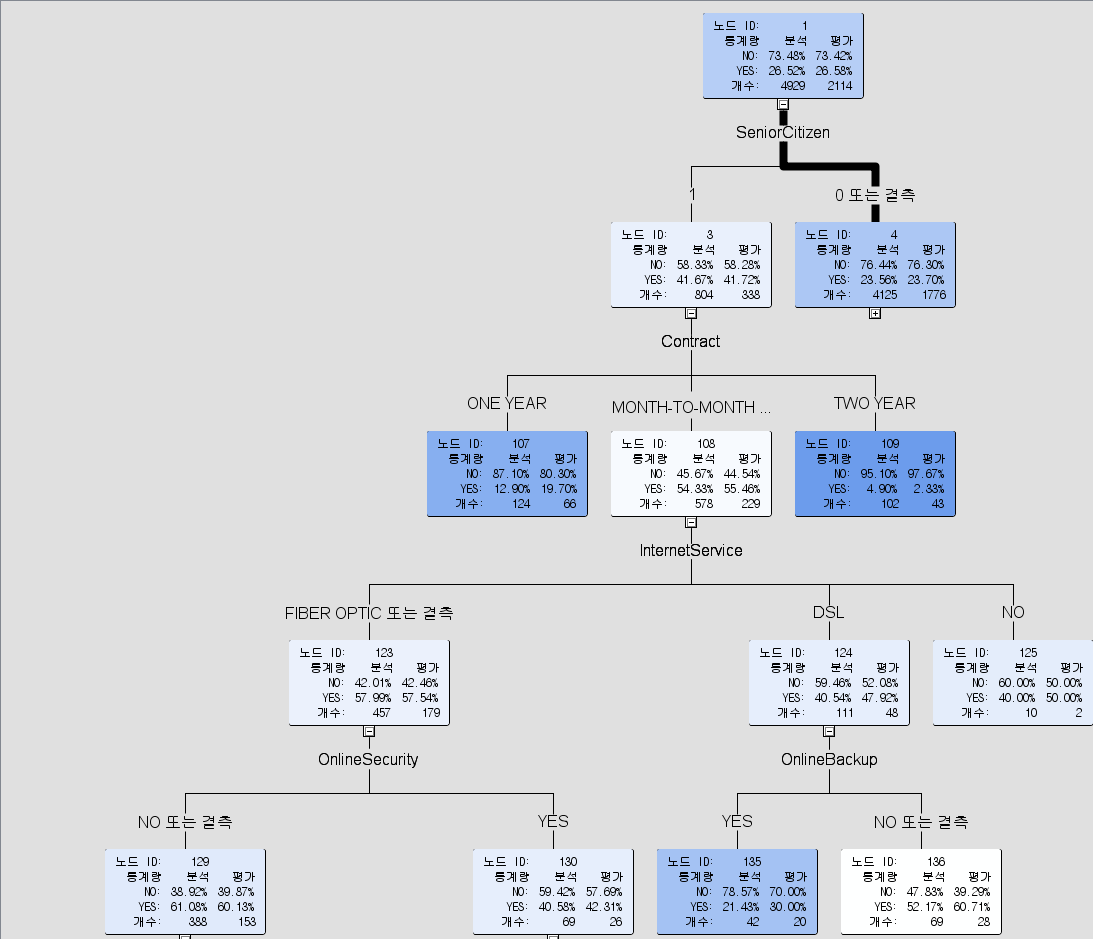 노드 ID: 1
통계량 분석 평가
NO: 73.48% 73.42%
YES: 26.52% 26.58%
개수: 4929 2114
SeniorCitizen
1
0 또는 결측
노드 ID: 3
통계량 분석 평가
NO: 58.33% 58.28%
YES: 41.67% 41.72%
개수: 804 338
노드 ID: 4
통계량 분석 평가
NO: 76.44% 76.30%
YES: 23.56% 23.70%
개수: 4125 1776
Contract
ONE YEAR
MONTH-TO-MONTH ...
TWO YEAR
노드 ID: 107
통계량 분석 평가
NO: 87.10% 80.30%
YES: 12.90% 19.70%
개수: 124 66
노드 ID: 108
통계량 분석 평가
NO: 45.67% 44.54%
YES: 54.33% 55.46%
개수: 578 229
노드 ID: 109
통계량 분석 평가
NO: 95.10% 97.67%
YES: 4.90% 2.33%
개수: 102 43
InternetService
FIBER OPTIC 또는 결측
DSL
NO
노드 ID: 123
통계량 분석 평가
NO: 42.01% 42.46%
YES: 57.99% 57.54%
개수: 457 179
노드 ID: 124
통계량 분석 평가
NO: 59.46% 52.08%
YES: 40.54% 47.92%
개수: 111 48
노드 ID: 125
통계량 분석 평가
NO: 60.00% 50.00%
YES: 40.00% 50.00%
개수: 10 2
OnlineSecurity
OnlineBackup
NO 또는 결측
YES
YES
NO 또는 결측
노드 ID: 129
통계량 분석 평가
NO: 38.92% 39.87%
YES: 61.08% 60.13%
개수: 388 153
노드 ID: 130
통계량 분석 평가
NO: 59.42% 57.69%
YES: 40.58% 42.31%
개수: 69 26
노드 ID: 135
통계량 분석 평가
NO: 78.57% 70.00%
YES: 21.43% 30.00%
개수: 42 20
노드 ID: 136
통계량 분석 평가
NO: 47.83% 39.29%
YES: 52.17% 60.71%
개수: 69 28